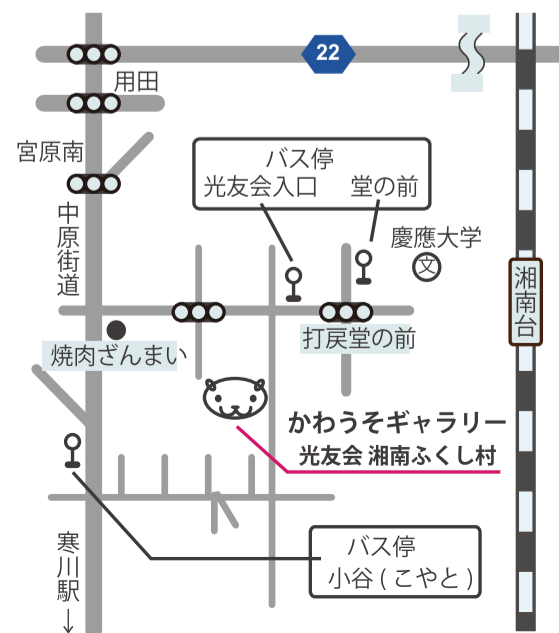 22
用田
宮原南
中原街道
バス停
光友会入口 堂の前
慶應大学
文
湘南台
打戻堂の前
焼肉ざんまい
かわうそギャラリー
光友会 湘南ふくし村
バス停
小谷(こやと)
寒川駅
↓